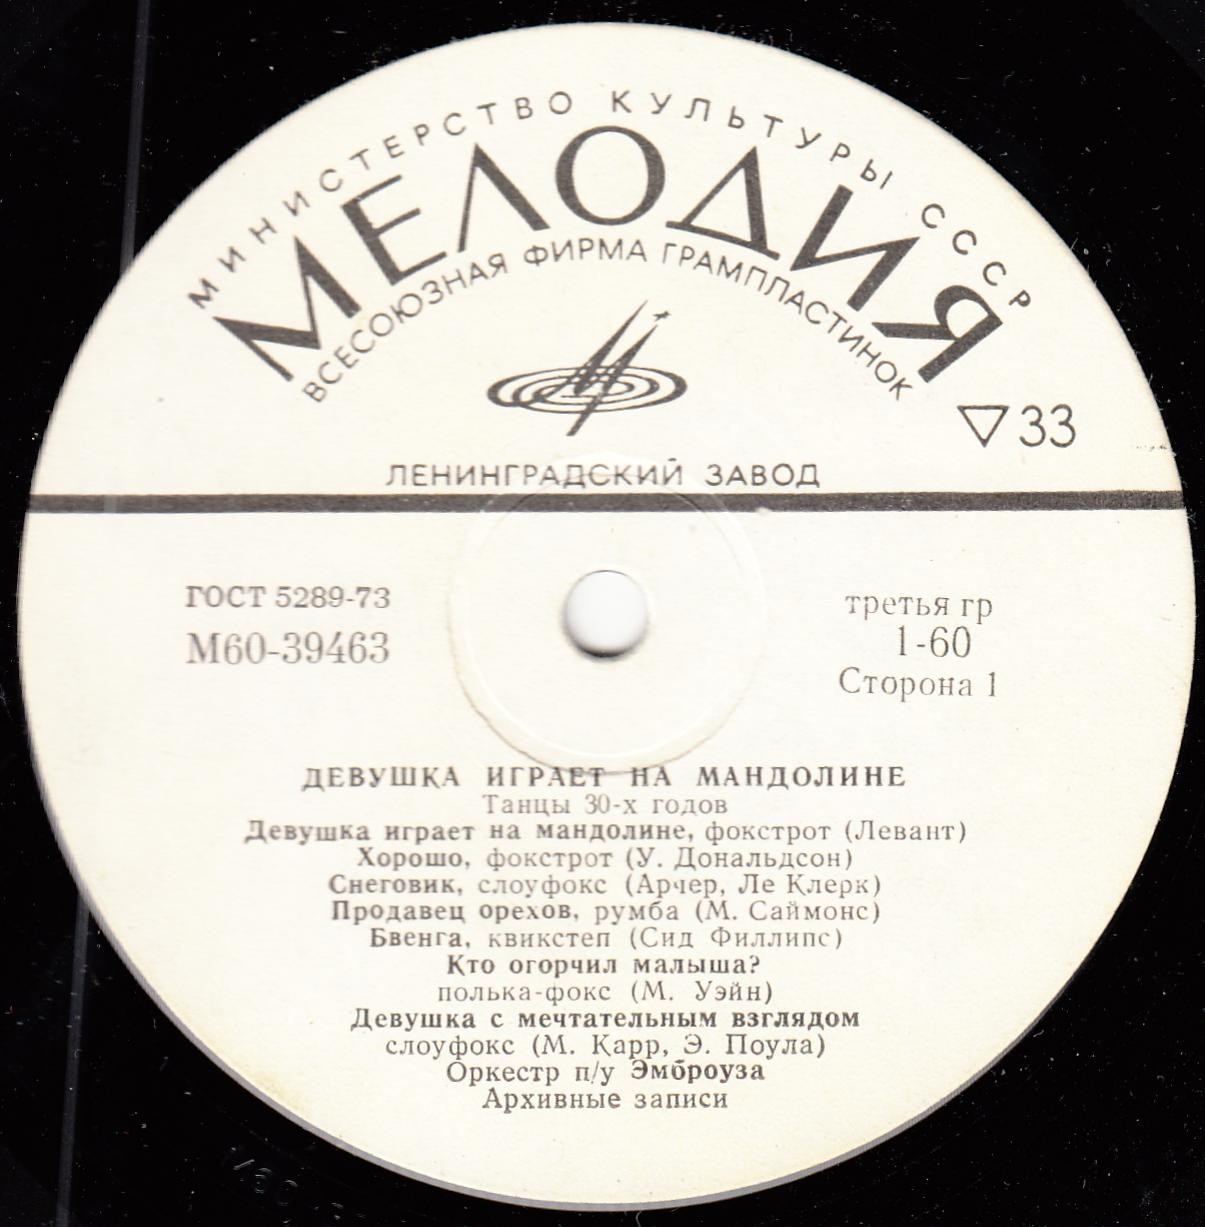 МИНИСТЕРСТВО КУЛЬТУРЫ СССР
МЕЛОДИЯ
ВСЕСОЮЗНАЯ ФИРМА ГРАМПЛАСТИНОК
▽33
ЛЕНИНГРАДСКИЙ ЗАВОД
ГОСТ 5289-73
М60-39463
третья гр
1-60
Сторона 1
ДЕВУШКА ИГРАЕТ НА МАНДОЛИНЕ
Танцы 30-х годов
Девушка играет на мандолине, фокстрот (Левант)
Хорошо, фокстрот (У. Дональдсон)
Снеговик, слоуфокс (Арчер, Ле Клерк)
Продавец орехов, румба (М. Саймонс)
Бвенга, квикстеп (Сид Филлипс)
Кто огорчил малыша?
полька-фокс (М. Уэйн)
Девушка с мечтательным взглядом
слоуфокс (М. Карр, Э. Поула)
Оркестр п/у Эмброуза
Архивные записи